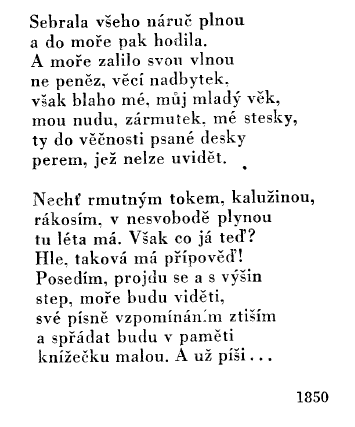 Sebrala všeho náruč plnou
a do moře pak hodila.
A moře zalilo svou vlnou
ne peněz, věcí nadbytek,
však blaho mé, můj mladý věk,
mou nudu, zármutek, mé stesky,
ty do věčnosti psané desky
perem, jež nelze uvidět.
Nechť rmutným tokem, kalužinou,
rákosím, v nesvobodě plynou
tu léta má. Však co já teď?
Hle, taková má přípověď!
Posedím, projdu se a s výšin
step, moře budu viděti,
své písně vzpomínáním ztiším
a spřádat budu v paměti
knížečku malou. A už píši...
1850